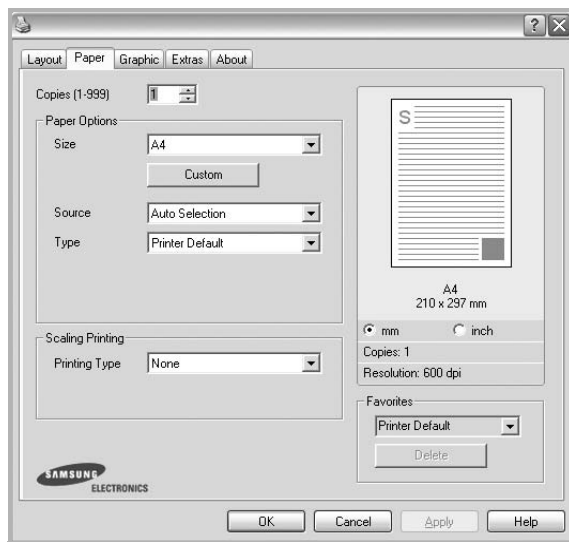 Layout Paper Graphic Extras About
Copies (1-999) 1
Paper Options
Size A4
Custom
Source Auto Selection
Type Printer Default
Scaling Printing
Printing Type None
SAMSUNG
ELECTRONICS
S
A4
210 x 297 mm
mm inch
Copies: 1
Resolution: 600 dpi
Favorites
Printer Default
Delete
OK Cancel Apply Help